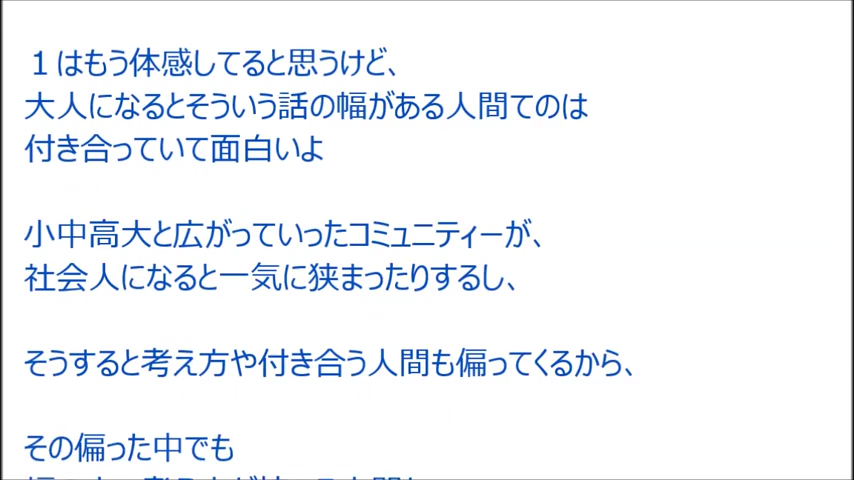 １はもう体感してると思うけど、
大人になるとそういう話の幅がある人間てのは
付き合っていて面白いよ
小中高大と広がっていったコミュニティーが、
社会人になると一気に狭まったりするし、
そうすると考え方や付き合う人間も偏ってくるから、
その偏った中でも